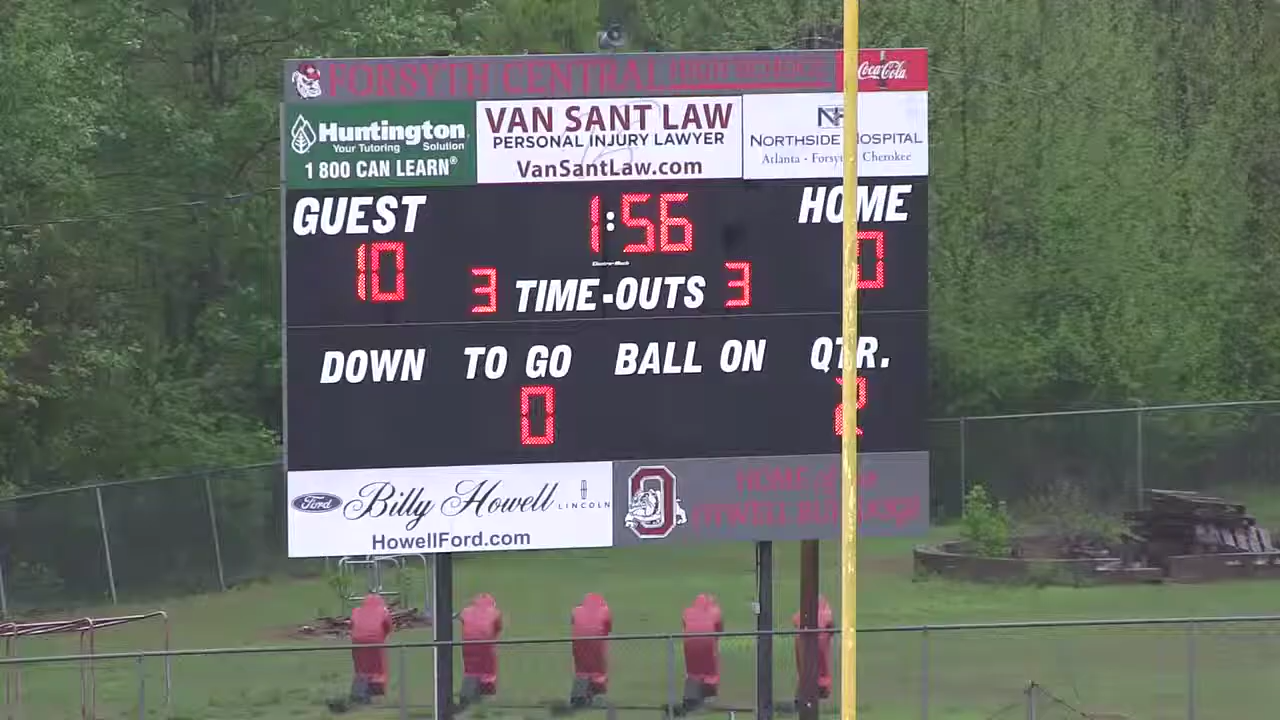 FORSYTH CENTRAL HIGH SCHOOL
Coca-Cola
Huntington
Your Tutoring Solution
1 800 CAN LEARN®
VAN SANT LAW
PERSONAL INJURY LAWYER
VanSantLaw.com
NORTHSIDE HOSPITAL
Atlanta - Forsyth Cherokee
GUEST 1:56 HOME
10 0
3 TIME-OUTS 3
DOWN TO GO BALL ON QTR.
0 2
Ford Billy Howell LINCOLN
HowellFord.com
HOME of the